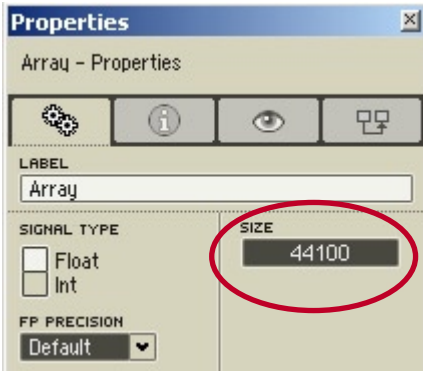 Properties
Array – Properties
LABEL
Array
SIGNAL TYPE
Float
Int
FP PRECISION
Default
SIZE
44100